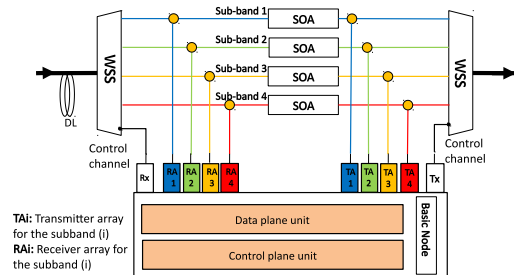 Sub-band 1
SOA
Sub-band 2
SOA
Sub-band 3
SOA
Sub-band 4
SOA
WSS
WSS
DL
Control
channel
Control
channel
Rx
RA
1
RA
2
RA
3
RA
4
TA
1
TA
2
TA
3
TA
4
Tx
TAi: Transmitter array
for the subband (i)
RAi: Receiver array for
the subband (i)
Data plane unit
Control plane unit
Basic Node